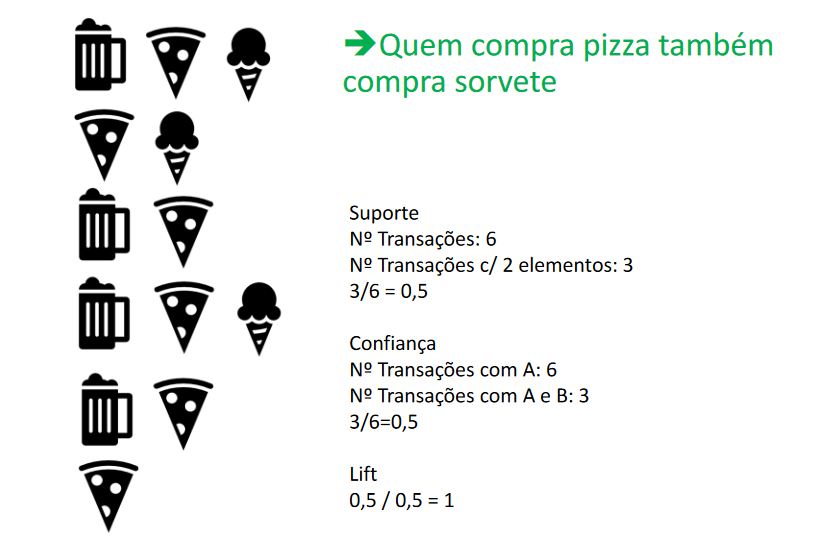 ➔Quem compra pizza também
compra sorvete
Suporte
Nº Transações: 6
Nº Transações c/ 2 elementos: 3
3/6 = 0,5
Confiança
Nº Transações com A: 6
Nº Transações com A e B: 3
3/6=0,5
Lift
0,5 / 0,5 = 1